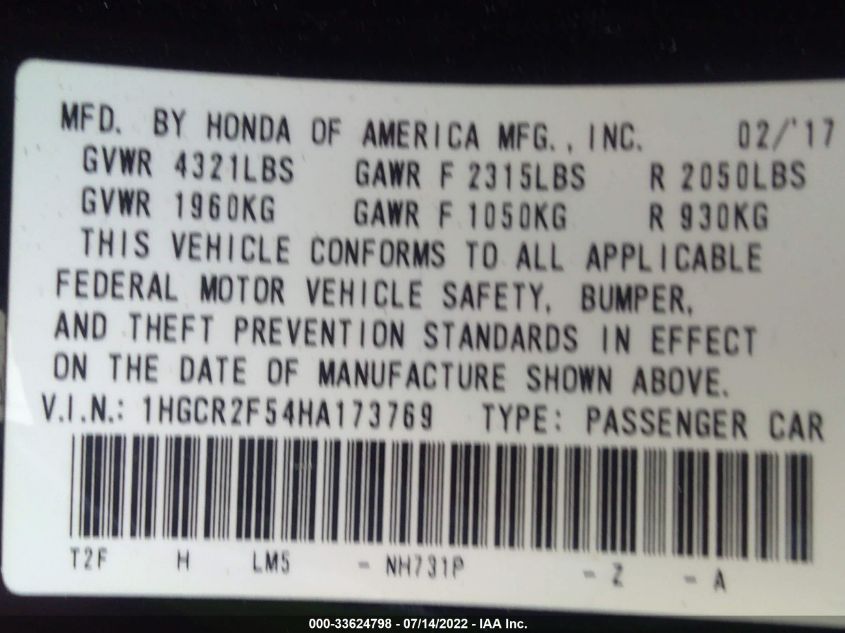 MFD. BY HONDA OF AMERICA MFG., INC. 02/'17
GVWR 4321LBS GAWR F 2315LBS R 2050LBS
GVWR 1960KG GAWR F 1050KG R 930KG
THIS VEHICLE CONFORMS TO ALL APPLICABLE
FEDERAL MOTOR VEHICLE SAFETY, BUMPER,
AND THEFT PREVENTION STANDARDS IN EFFECT
ON THE DATE OF MANUFACTURE SHOWN ABOVE.
V.I.N.: 1HGCR2F54HA173769 TYPE: PASSENGER CAR
T2F H LM5 - NH731P - Z - A
000-33624798 - 07/14/2022 - IAA Inc.